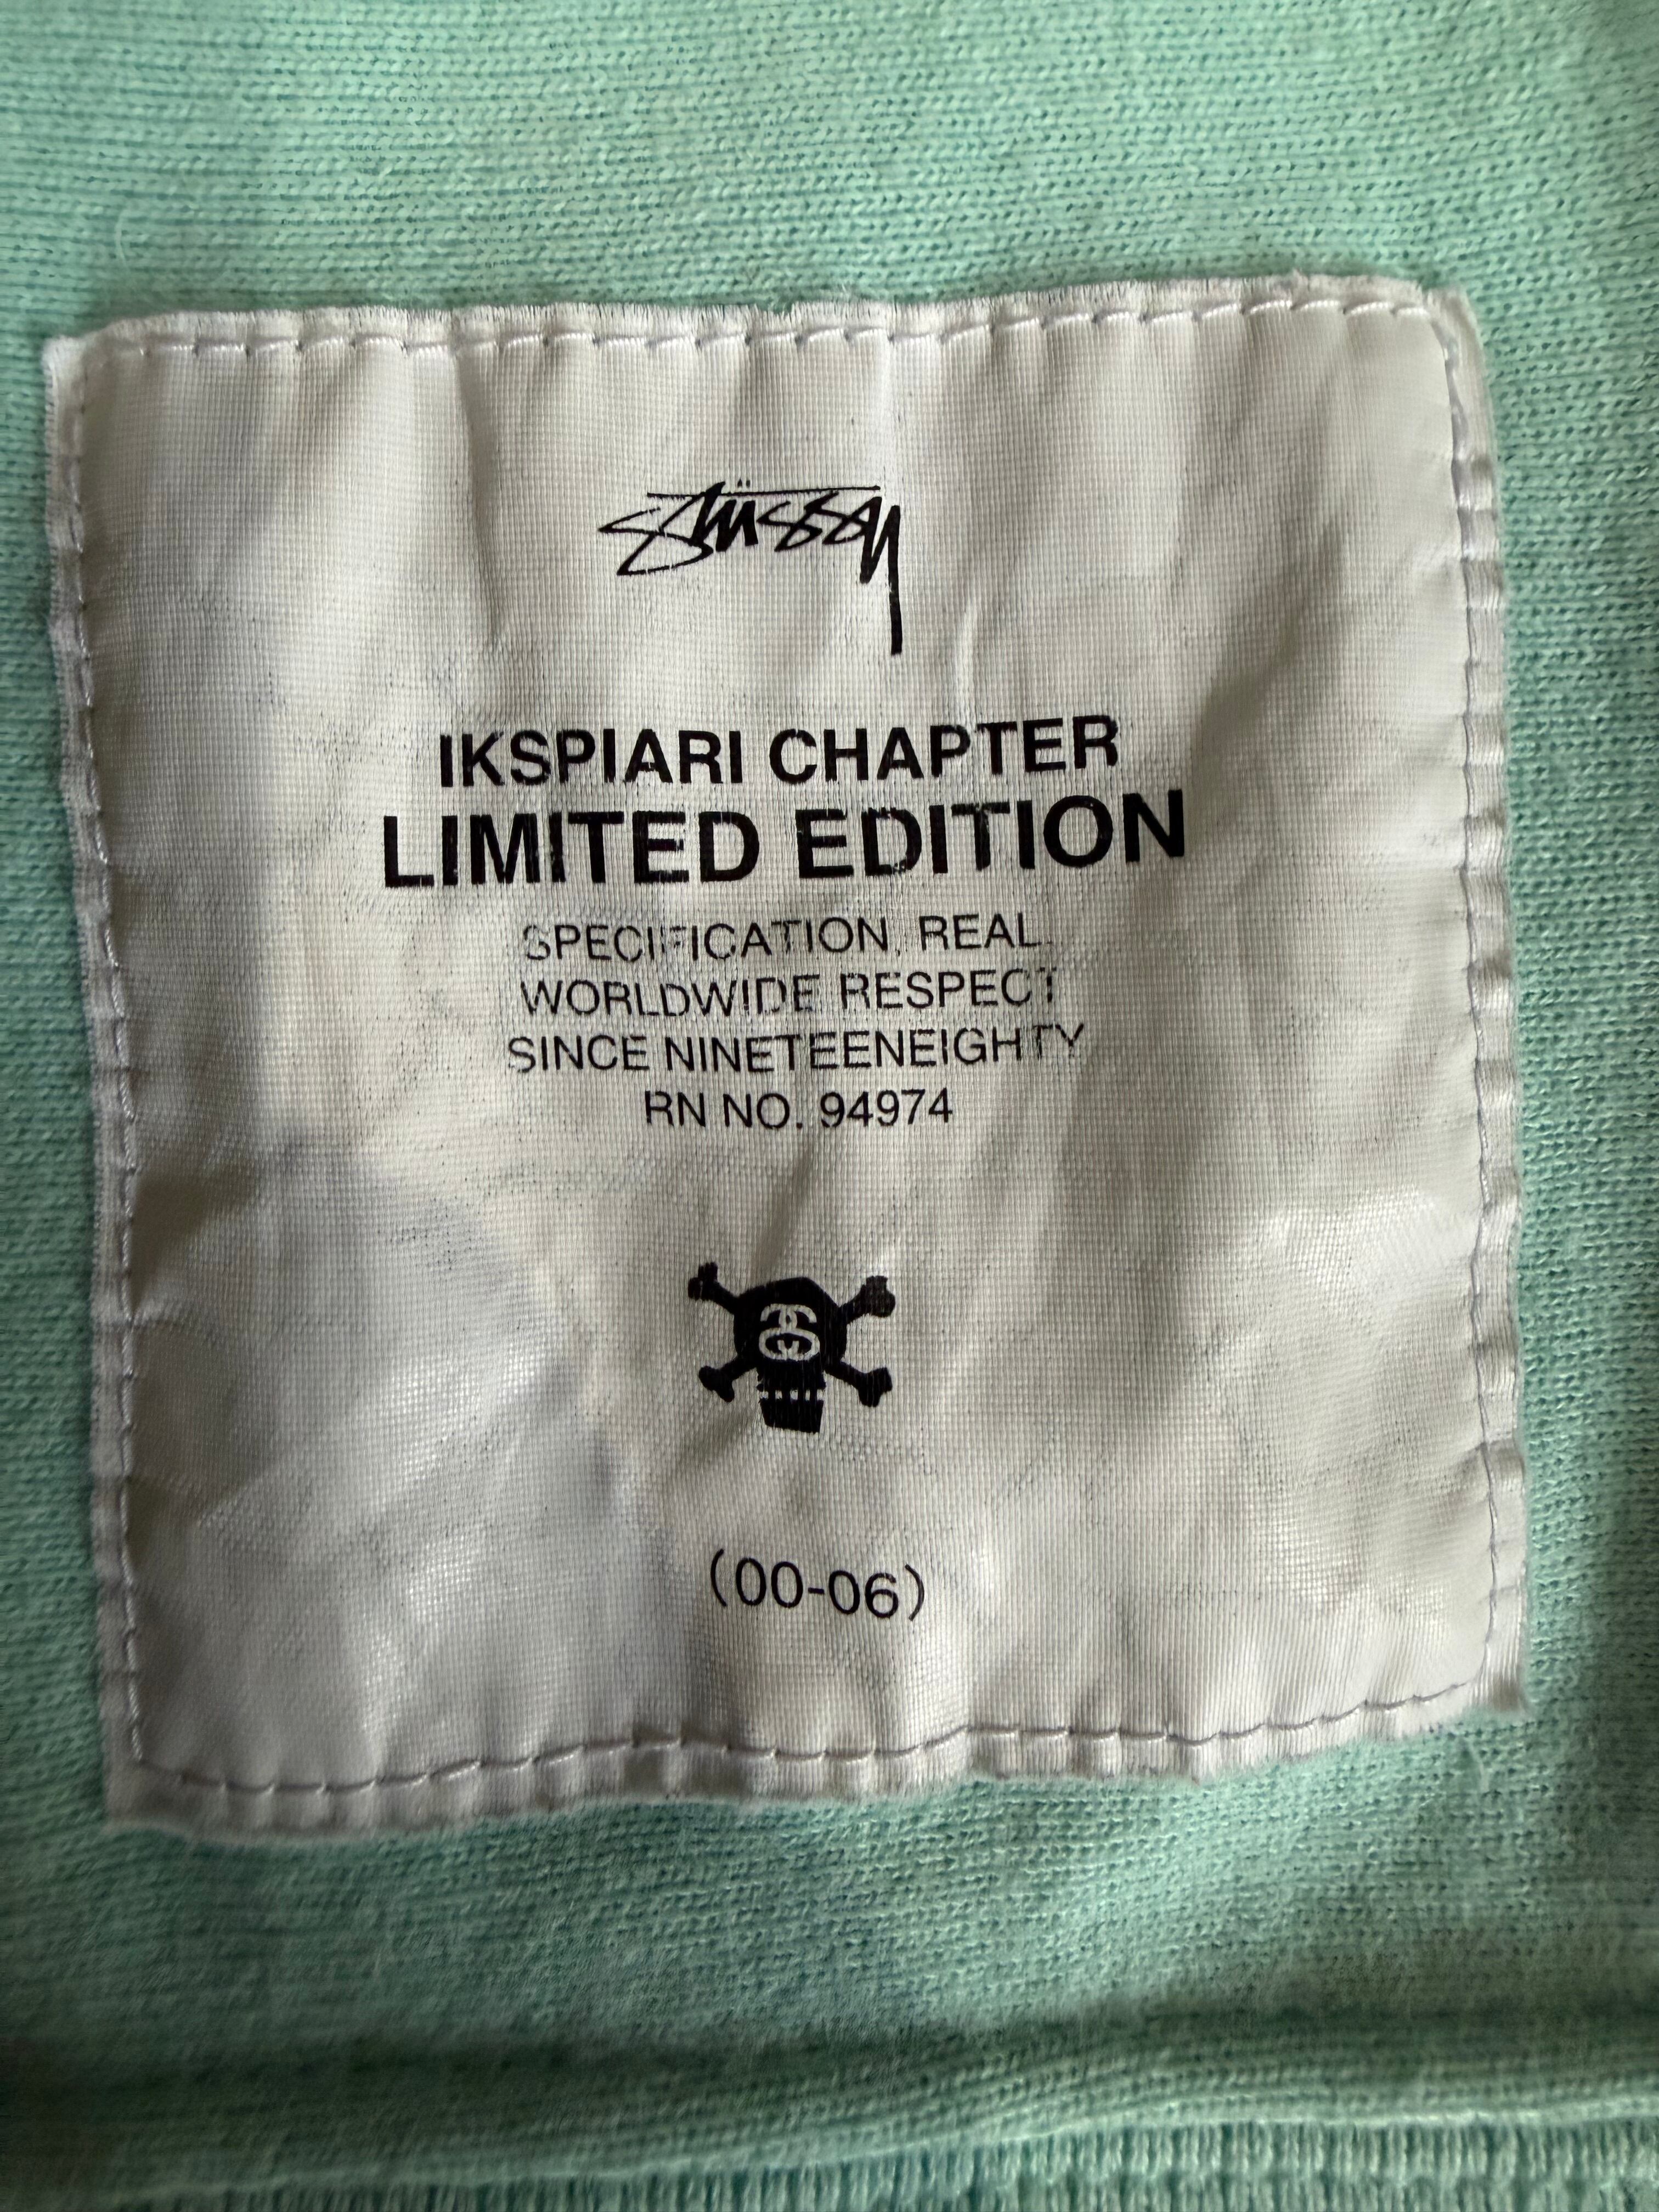 stüssy
IKSPIARI CHAPTER
LIMITED EDITION
SPECIFICATION, REAL.
WORLDWIDE RESPECT
SINCE NINETEENEIGHTY
RN NO. 94974
(00-06)